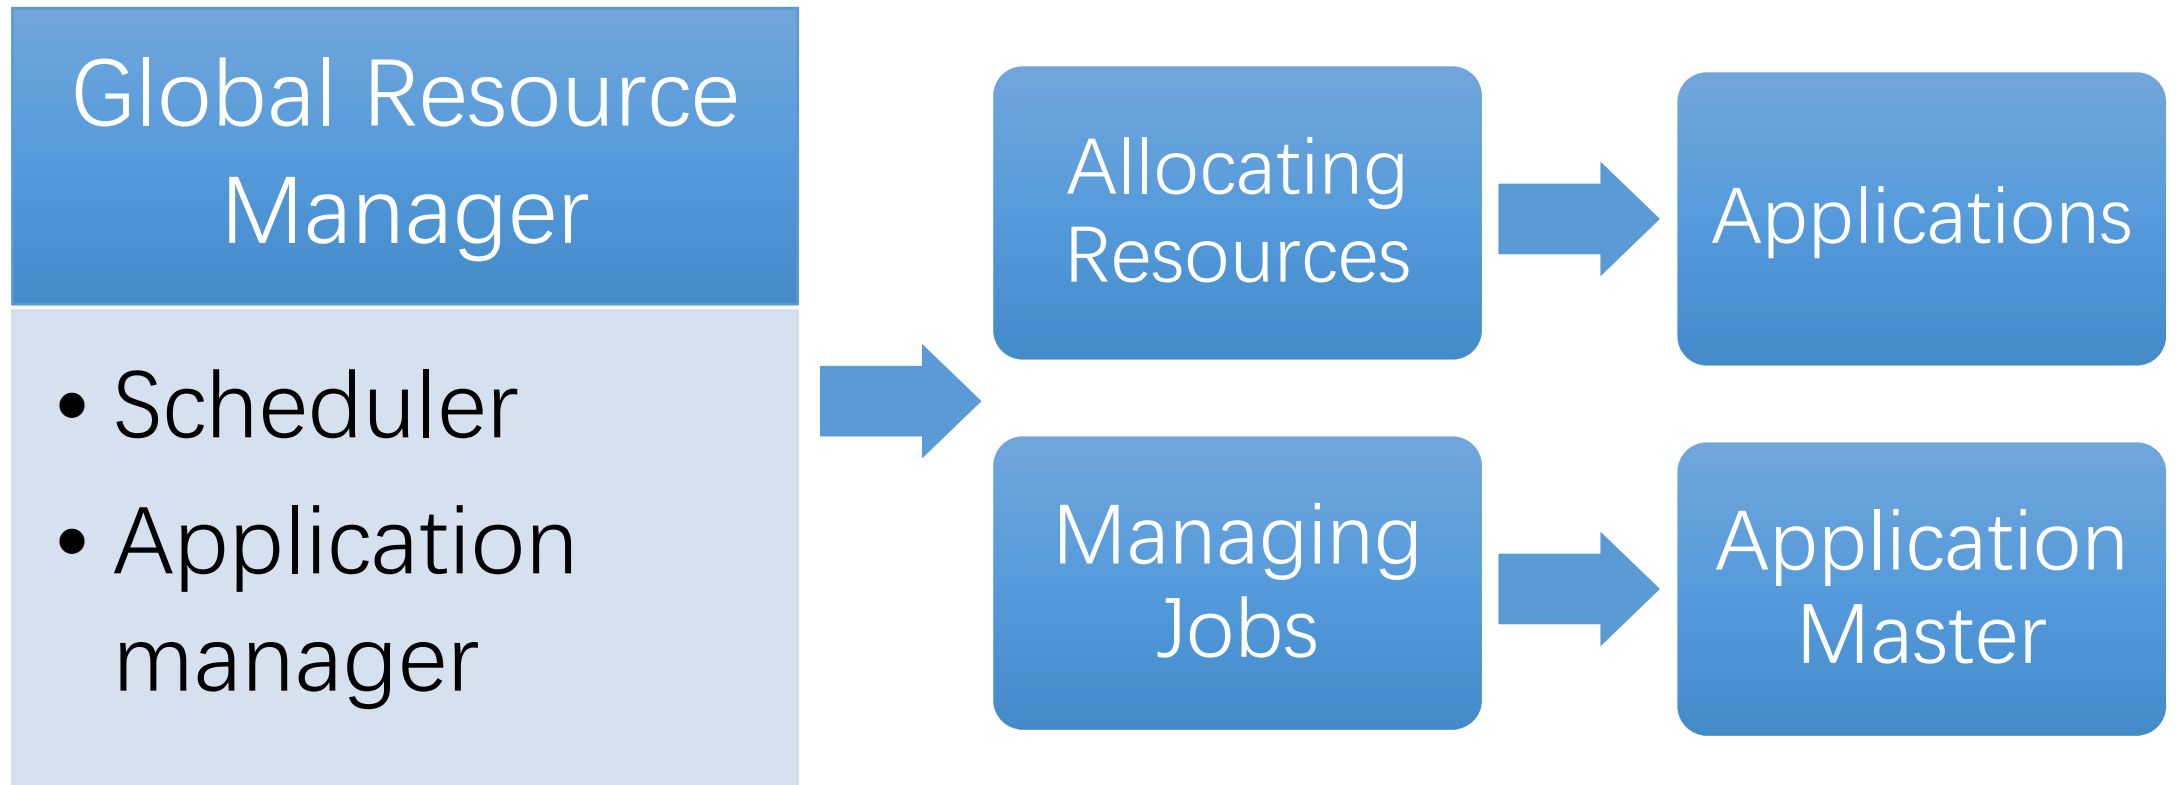 Global Resource
Manager
• Scheduler
• Application
manager
Allocating
Resources
Applications
Managing
Jobs
Application
Master